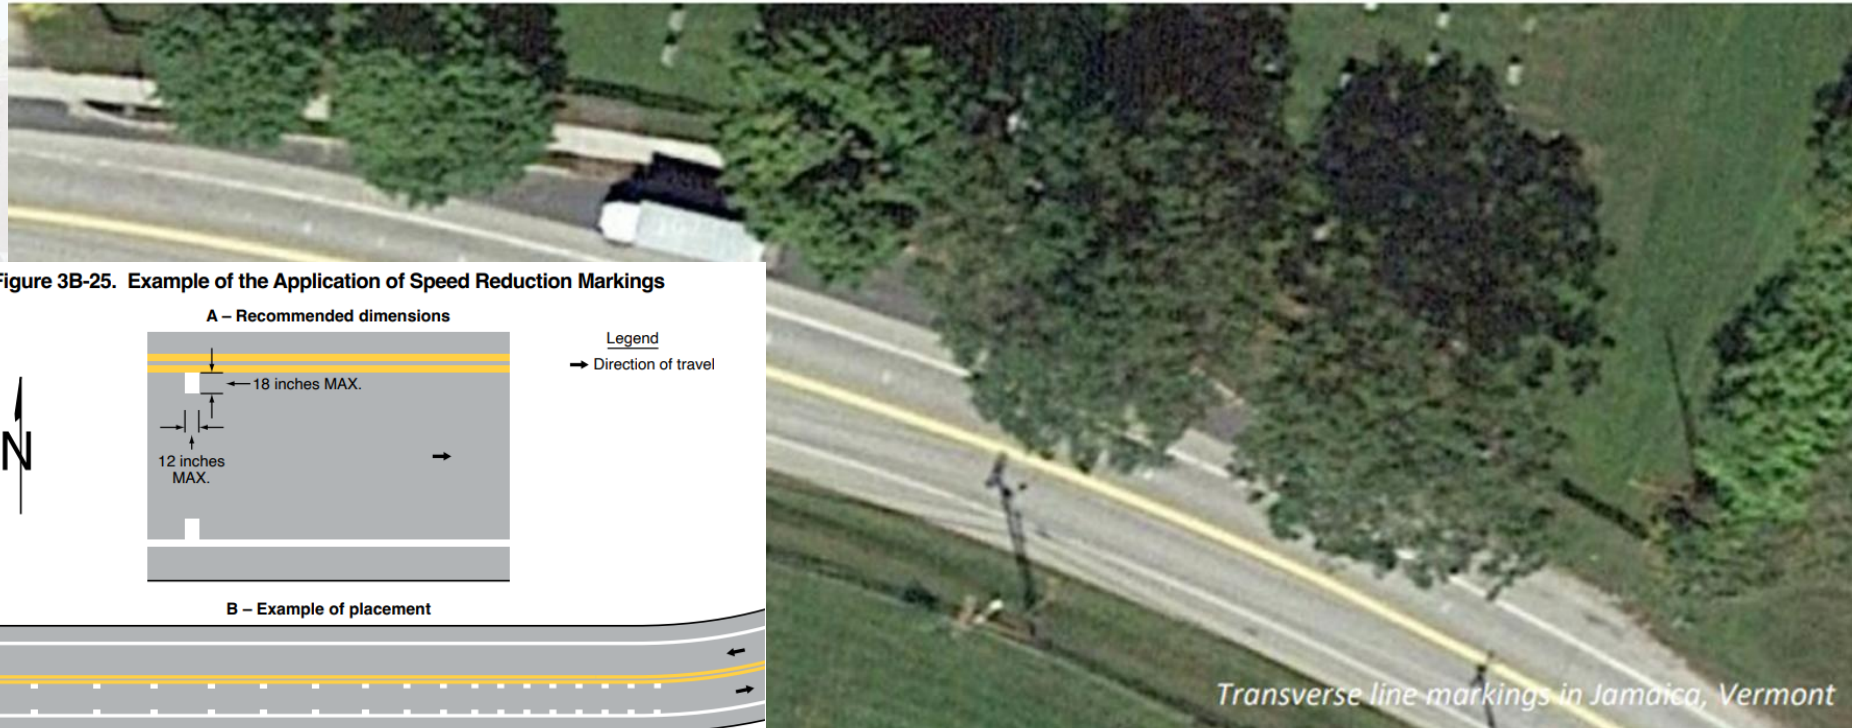 Figure 3B-25. Example of the Application of Speed Reduction Markings
A – Recommended dimensions
Legend
Direction of travel
18 inches MAX.
12 inches
MAX.
N
B – Example of placement
Transverse line markings in Jamaica, Vermont